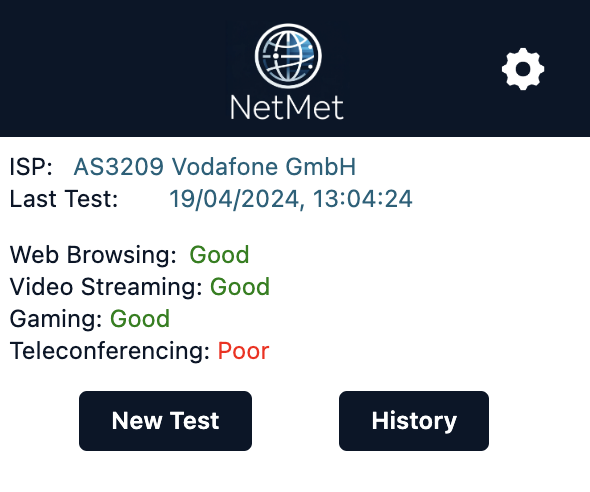 NetMet
ISP: AS3209 Vodafone GmbH
Last Test: 19/04/2024, 13:04:24
Web Browsing: Good
Video Streaming: Good
Gaming: Good
Teleconferencing: Poor
New Test
History